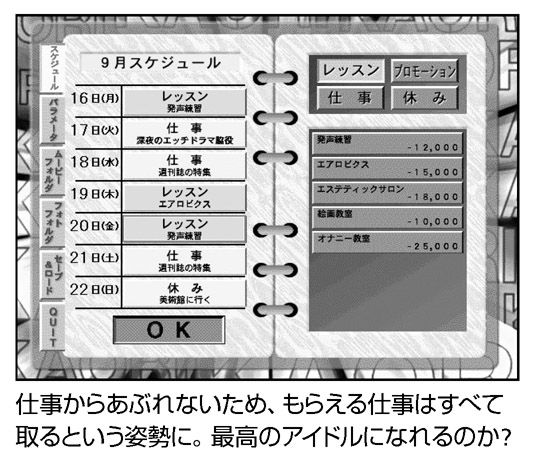 スケジュール
パラメータ
ムービー
フォルダ
フォト
フォルダ
セーブ
&ロード
QUIT
9月スケジュール
16日(月)
レッスン
発声練習
17日(火)
仕事
深夜のエッチドラマ脇役
18日(水)
仕事
週刊誌の特集
19日(木)
レッスン
エアロビクス
20日(金)
レッスン
発声練習
21日(土)
仕事
週刊誌の特集
22日(日)
休み
美術館に行く
OK
レッスン
プロモーション
仕事
休み
発声練習
-12,000
エアロビクス
-15,000
エステティックサロン
-18,000
絵画教室
-10,000
オナニー教室
-25,000
仕事からあぶれないため、もらえる仕事はすべて
取るという姿勢に。最高のアイドルになれるのか?